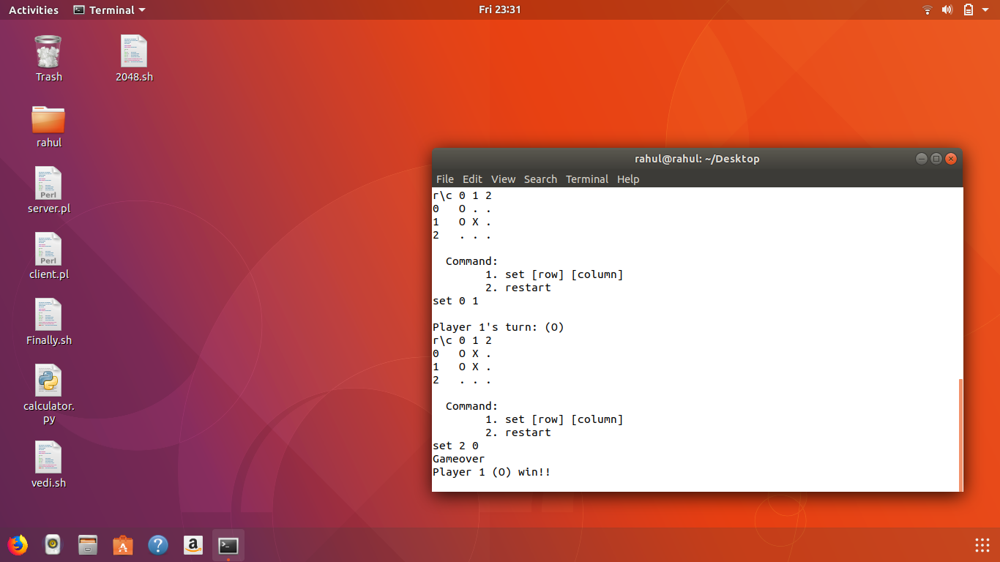 Activities Terminal Fri 23:31
Trash
2048.sh
rahul
server.pl
client.pl
Finally.sh
calculator.
py
vedi.sh
Perl
Perl
rahul@rahul: ~/Desktop
File Edit View Search Terminal Help
r\c 0 1 2
0   O . .
1   O X .
2   . . .
  Command:
        1. set [row] [column]
        2. restart
set 0 1
Player 1's turn: (O)
r\c 0 1 2
0   O X .
1   O X .
2   . . .
  Command:
        1. set [row] [column]
        2. restart
set 2 0
Gameover
Player 1 (O) win!!